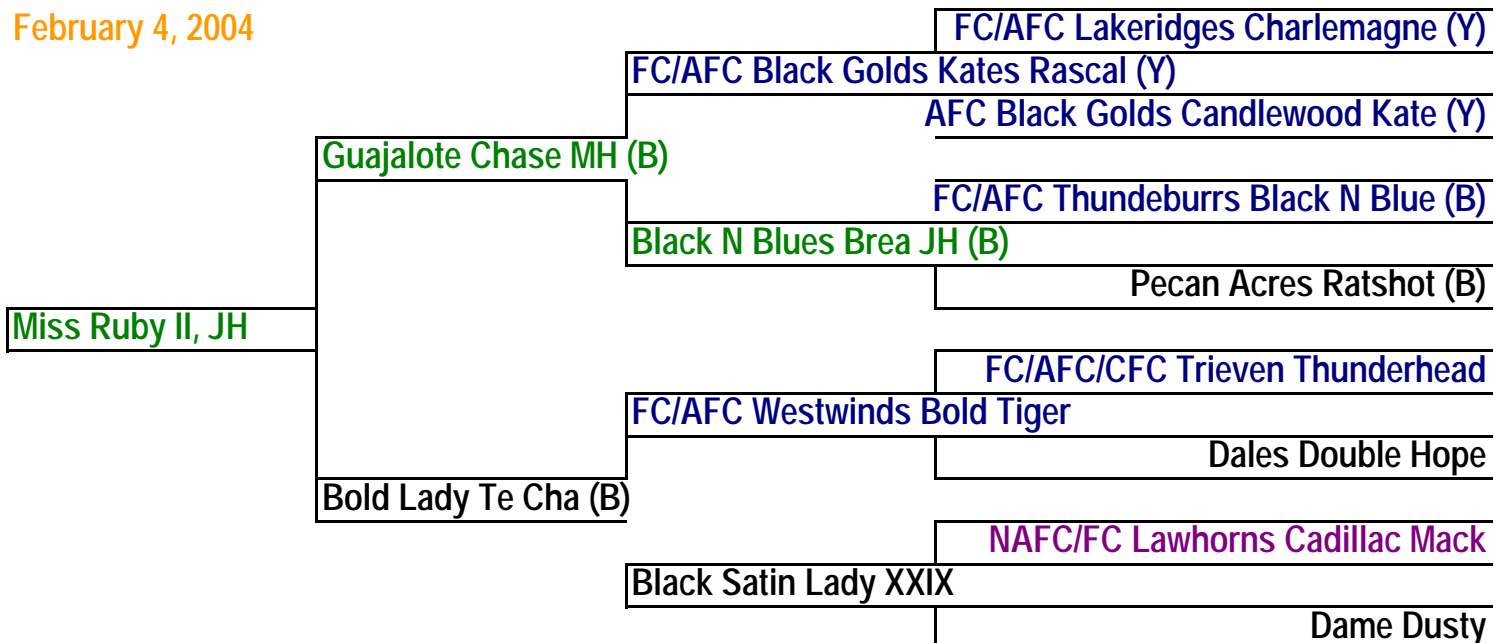 February 4, 2004
FC/AFC Lakeridges Charlemagne (Y)
FC/AFC Black Golds Kates Rascal (Y)
AFC Black Golds Candlewood Kate (Y)
Guajalote Chase MH (B)
FC/AFC Thundeburrs Black N Blue (B)
Black N Blues Brea JH (B)
Pecan Acres Ratshot (B)
Miss Ruby II, JH
FC/AFC/CFC Trieven Thunderhead
FC/AFC Westwinds Bold Tiger
Dales Double Hope
Bold Lady Te Cha (B)
NAFC/FC Lawhorns Cadillac Mack
Black Satin Lady XXIX
Dame Dusty